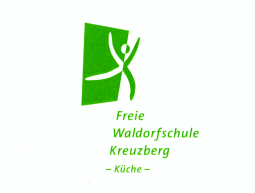 Freie
Waldorfschule
Kreuzberg
– Küche –